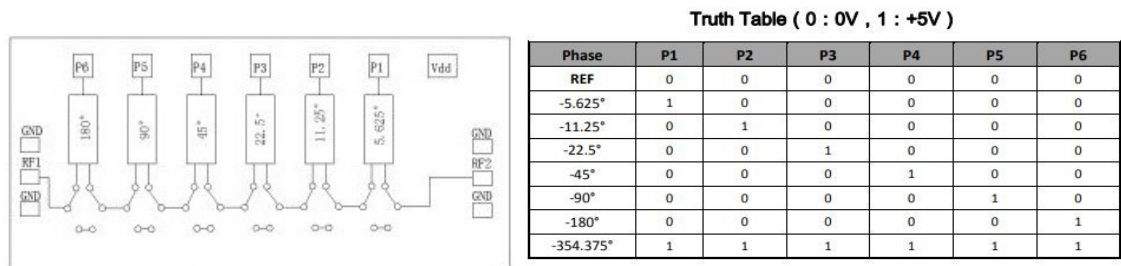 Truth Table ( 0 : 0V , 1 : +5V )
P6 P5 P4 P3 P2 P1 Vdd
180° 90° 45° 22.5° 11.25° 5.625°
GND GND
RF1 RF2
GND GND
Phase P1 P2 P3 P4 P5 P6
REF 0 0 0 0 0 0
-5.625° 1 0 0 0 0 0
-11.25° 0 1 0 0 0 0
-22.5° 0 0 1 0 0 0
-45° 0 0 0 1 0 0
-90° 0 0 0 0 1 0
-180° 0 0 0 0 0 1
-354.375° 1 1 1 1 1 1